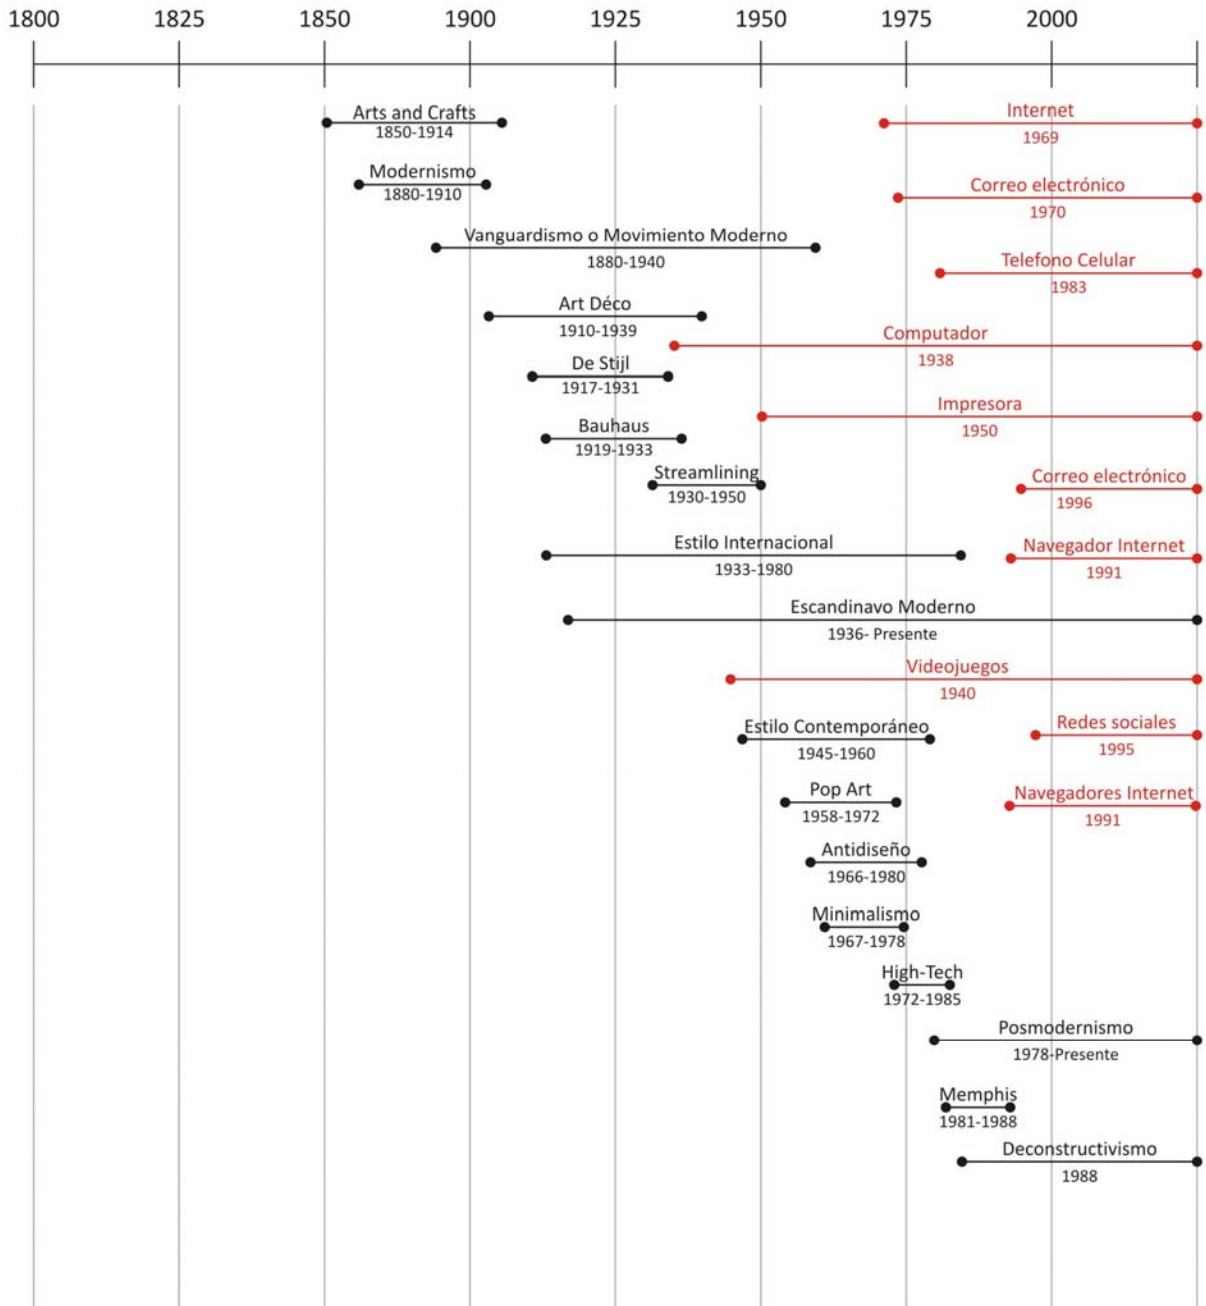 1800 1825 1850 1900 1925 1950 1975 2000
Arts and Crafts
1850-1914
Internet
1969
Modernismo
1880-1910
Correo electrónico
1970
Vanguardismo o Movimiento Moderno
1880-1940
Telefono Celular
1983
Art Déco
1910-1939
Computador
1938
De Stijl
1917-1931
Impresora
1950
Bauhaus
1919-1933
Streamlining
1930-1950
Correo electrónico
1996
Estilo Internacional
1933-1980
Navegador Internet
1991
Escandinavo Moderno
1936- Presente
Videojuegos
1940
Estilo Contemporáneo
1945-1960
Redes sociales
1995
Pop Art
1958-1972
Navegadores Internet
1991
Antidiseño
1966-1980
Minimalismo
1967-1978
High-Tech
1972-1985
Posmodernismo
1978-Presente
Memphis
1981-1988
Deconstructivismo
1988